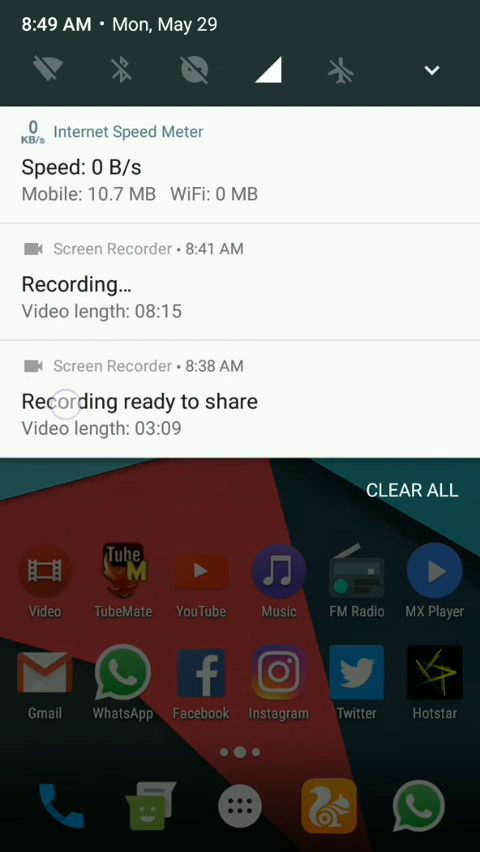 8:49 AM • Mon, May 29
0
KB/s
Internet Speed Meter
Speed: 0 B/s
Mobile: 10.7 MB WiFi: 0 MB
Screen Recorder • 8:41 AM
Recording...
Video length: 08:15
Screen Recorder • 8:38 AM
Recording ready to share
Video length: 03:09
CLEAR ALL
Tube
M
Video TubeMate YouTube Music FM Radio MX Player
Gmail WhatsApp Facebook Instagram Twitter Hotstar